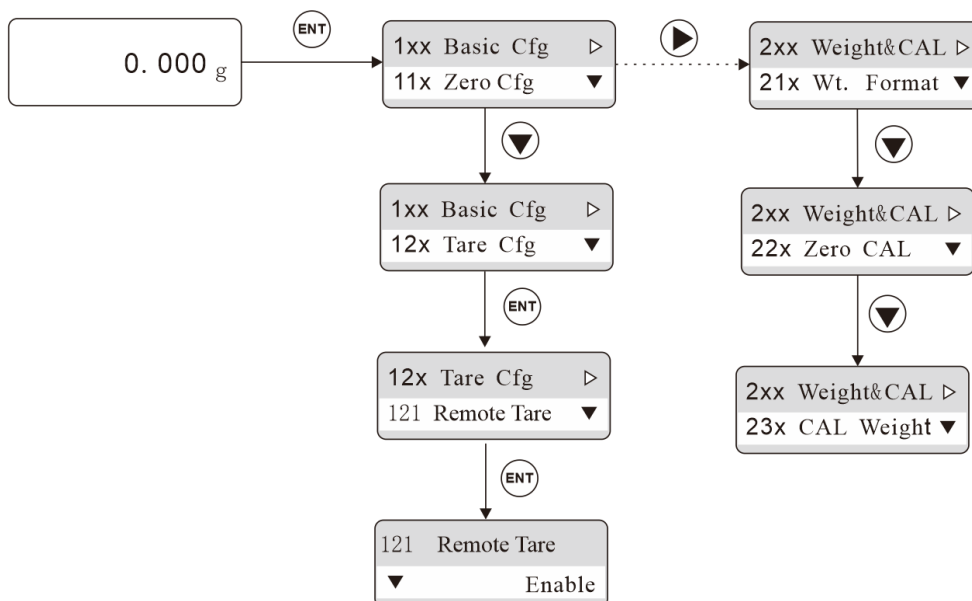 0.000 g
ENT
1xx Basic Cfg
11x Zero Cfg
2xx Weight&CAL
21x Wt. Format
1xx Basic Cfg
12x Tare Cfg
2xx Weight&CAL
22x Zero CAL
ENT
12x Tare Cfg
121 Remote Tare
2xx Weight&CAL
23x CAL Weight
ENT
121 Remote Tare
Enable